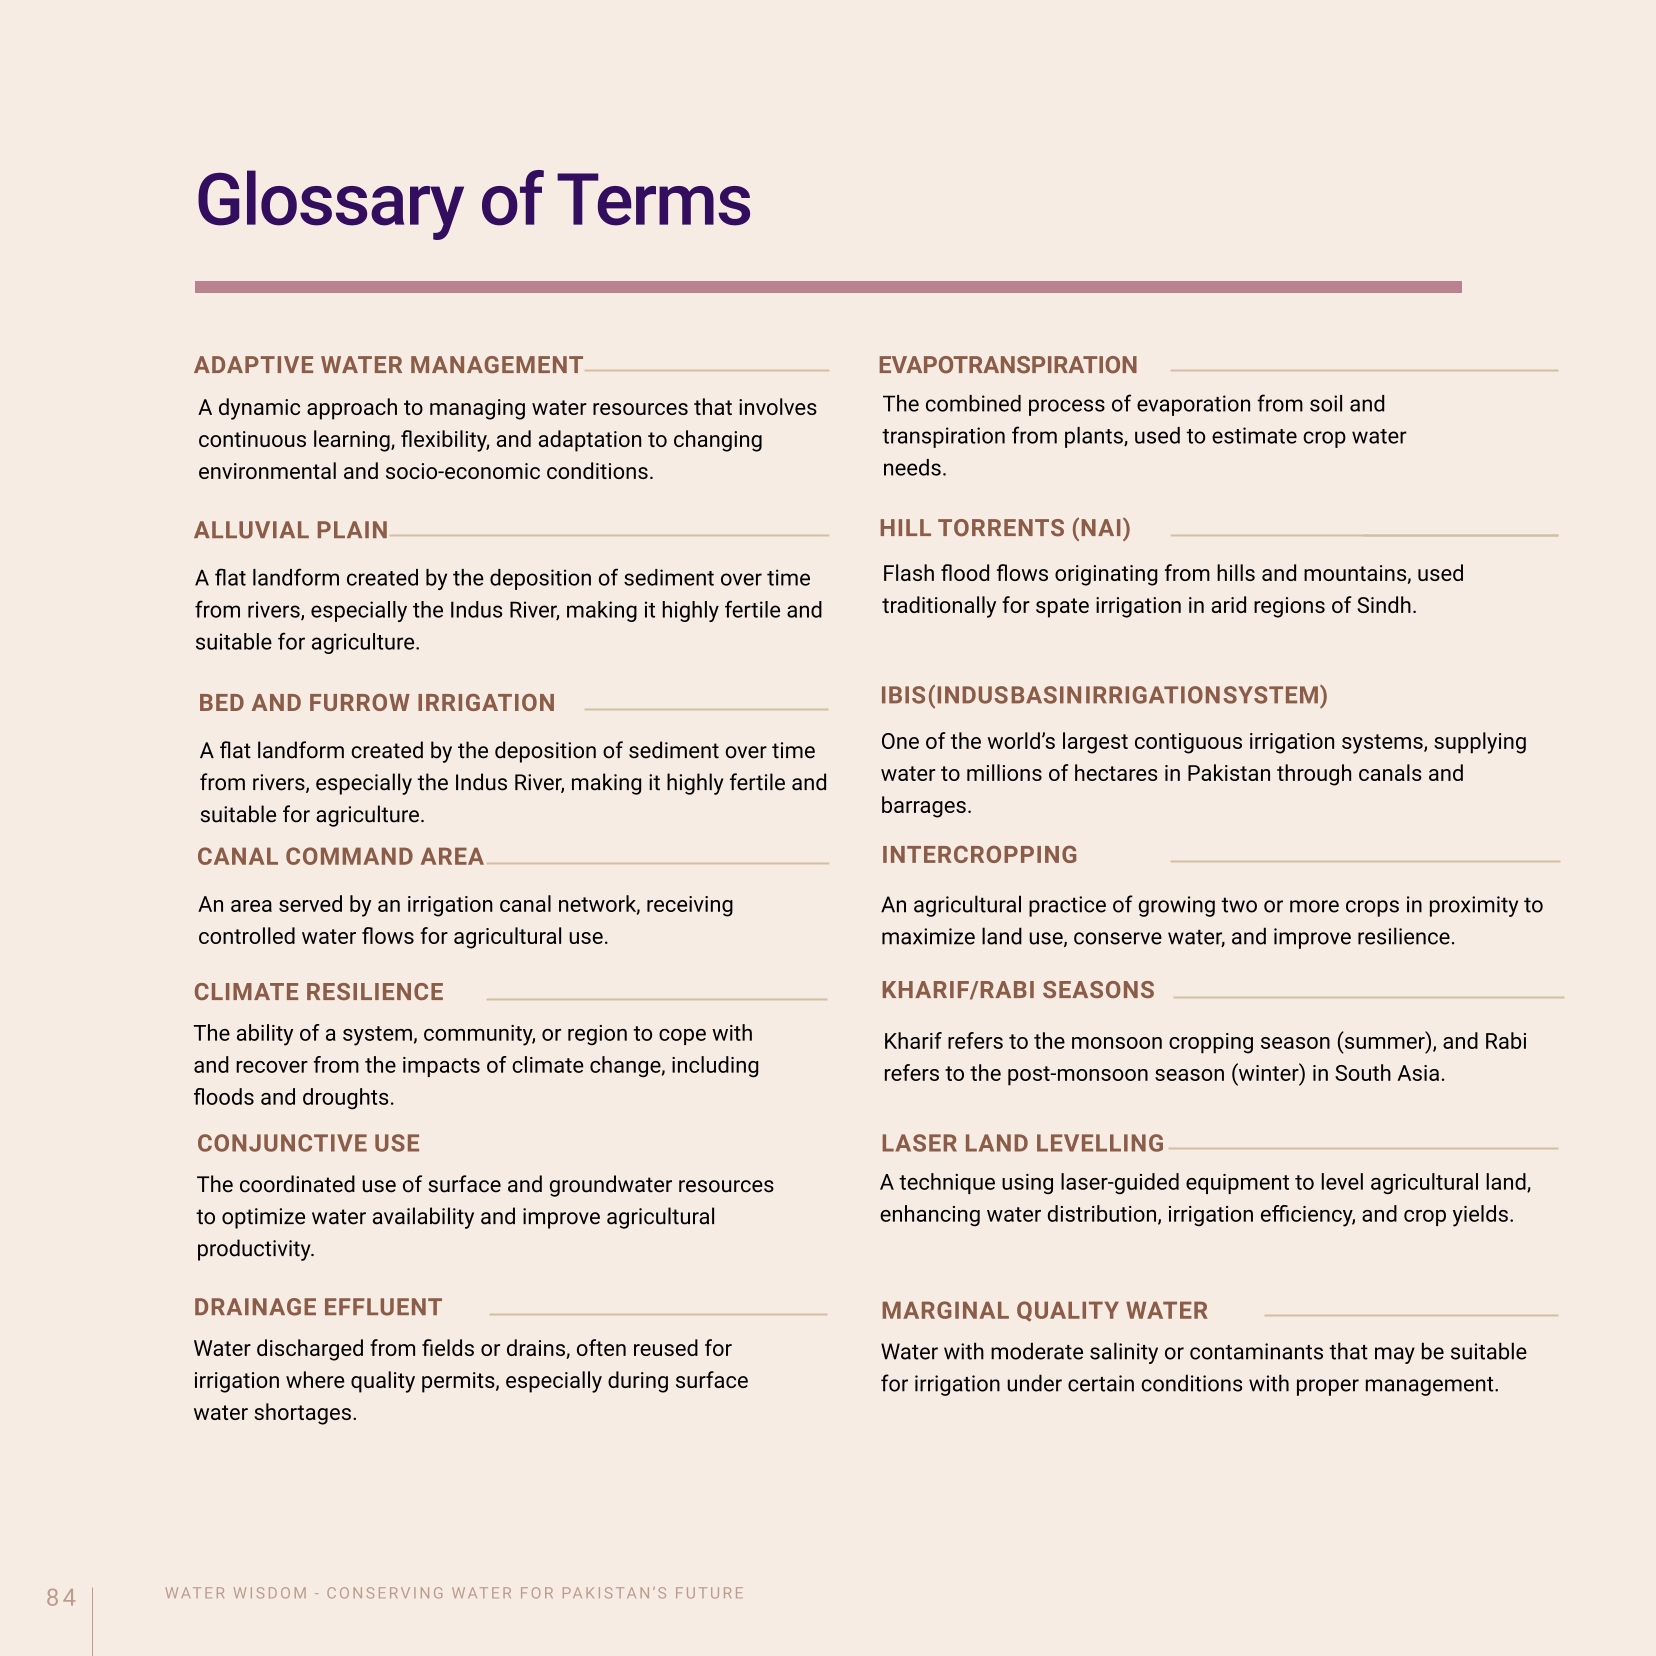 Glossary of Terms
ADAPTIVE WATER MANAGEMENT
A dynamic approach to managing water resources that involves
continuous learning, flexibility, and adaptation to changing
environmental and socio-economic conditions.
ALLUVIAL PLAIN
A flat landform created by the deposition of sediment over time
from rivers, especially the Indus River, making it highly fertile and
suitable for agriculture.
BED AND FURROW IRRIGATION
A flat landform created by the deposition of sediment over time
from rivers, especially the Indus River, making it highly fertile and
suitable for agriculture.
CANAL COMMAND AREA
An area served by an irrigation canal network, receiving
controlled water flows for agricultural use.
CLIMATE RESILIENCE
The ability of a system, community, or region to cope with
and recover from the impacts of climate change, including
floods and droughts.
CONJUNCTIVE USE
The coordinated use of surface and groundwater resources
to optimize water availability and improve agricultural
productivity.
DRAINAGE EFFLUENT
Water discharged from fields or drains, often reused for
irrigation where quality permits, especially during surface
water shortages.
EVAPOTRANSPIRATION
The combined process of evaporation from soil and
transpiration from plants, used to estimate crop water
needs.
HILL TORRENTS (NAI)
Flash flood flows originating from hills and mountains, used
traditionally for spate irrigation in arid regions of Sindh.
IBIS(INDUSBASINIRRIGATIONSYSTEM)
One of the world’s largest contiguous irrigation systems, supplying
water to millions of hectares in Pakistan through canals and
barrages.
INTERCROPPING
An agricultural practice of growing two or more crops in proximity to
maximize land use, conserve water, and improve resilience.
KHARIF/RABI SEASONS
Kharif refers to the monsoon cropping season (summer), and Rabi
refers to the post-monsoon season (winter) in South Asia.
LASER LAND LEVELLING
A technique using laser-guided equipment to level agricultural land,
enhancing water distribution, irrigation efficiency, and crop yields.
MARGINAL QUALITY WATER
Water with moderate salinity or contaminants that may be suitable
for irrigation under certain conditions with proper management.
84
WATER WISDOM - CONSERVING WATER FOR PAKISTAN’S FUTURE